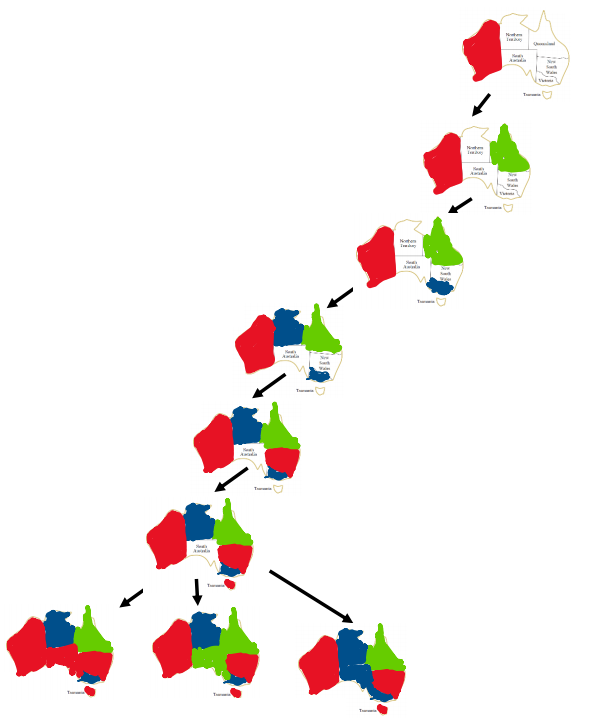 Northern
Territory
Queensland
South
Australia
New
South
Wales
Victoria
Tasmania
Northern
Territory
South
Australia
New
South
Wales
Victoria
Tasmania
Northern
Territory
South
Australia
New
South
Wales
Tasmania
South
Australia
New
South
Wales
Tasmania
South
Australia
Tasmania
South
Australia
Tasmania
Tasmania
Tasmania
Tasmania